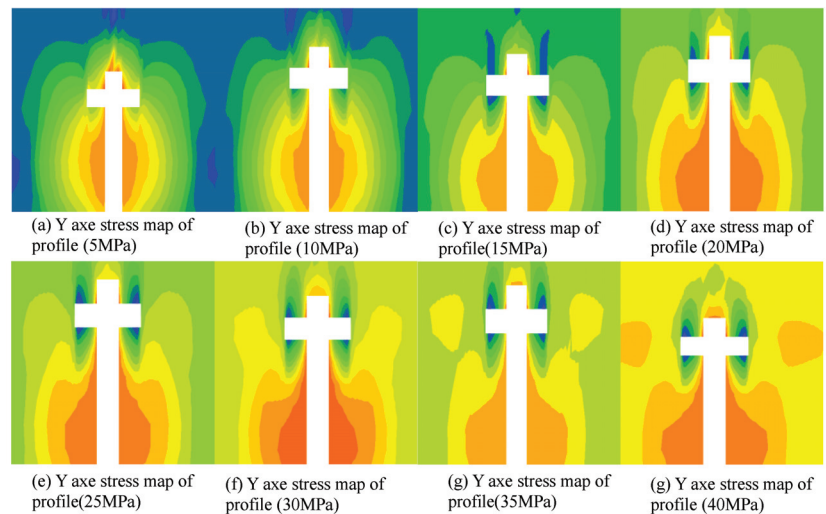 (a) Y axe stress map of
profile (5MPa)
(b) Y axe stress map of
profile (10MPa)
(c) Y axe stress map of
profile(15MPa)
(d) Y axe stress map of
profile (20MPa)
(e) Y axe stress map of
profile(25MPa)
(f) Y axe stress map of
profile (30MPa)
(g) Y axe stress map of
profile(35MPa)
(g) Y axe stress map of
profile (40MPa)